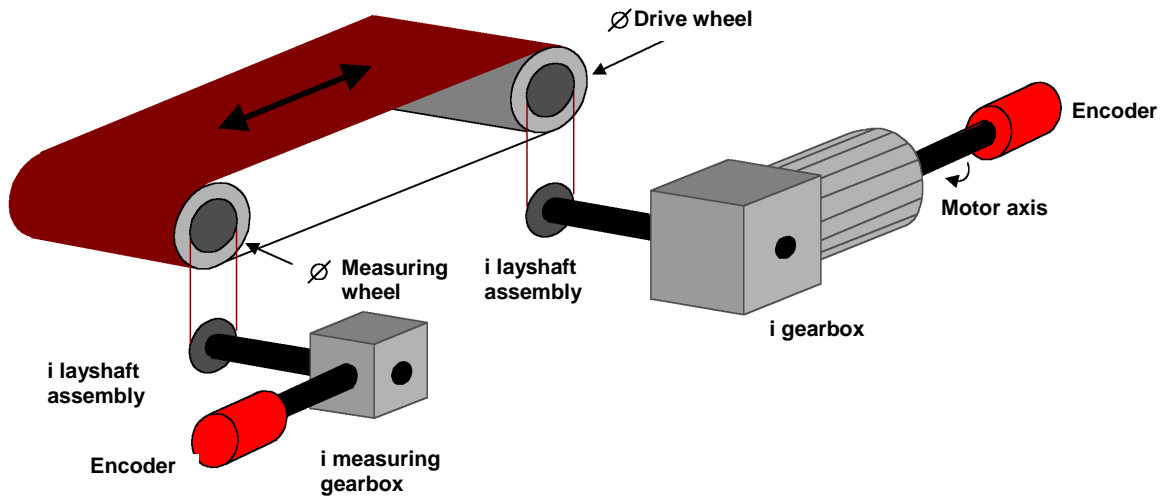 ∅ Drive wheel
Encoder
Motor axis
i layshaft
assembly
∅ Measuring
wheel
i gearbox
i layshaft
assembly
Encoder
i measuring
gearbox